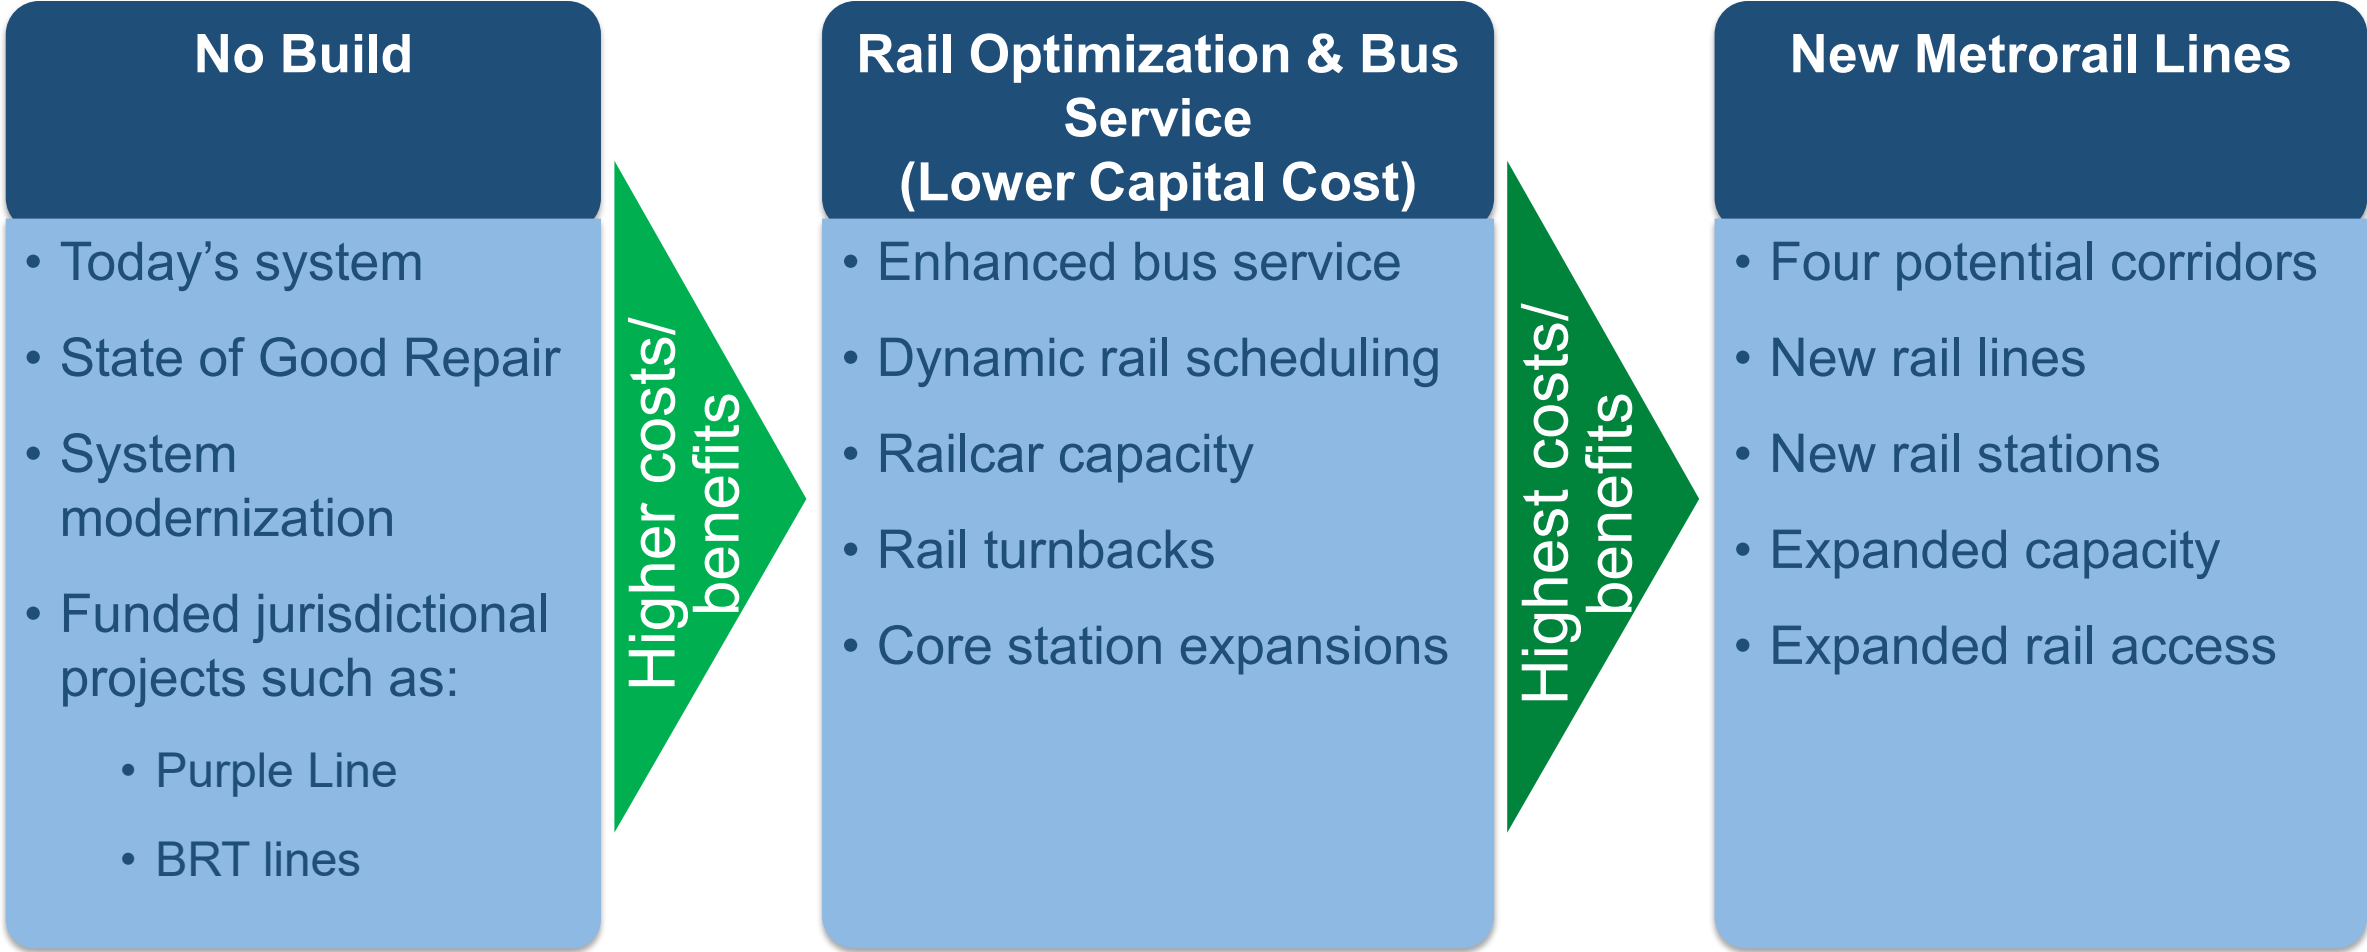 No Build
• Today’s system
• State of Good Repair
• System
modernization
• Funded jurisdictional
projects such as:
• Purple Line
• BRT lines
Higher costs/
benefits
Rail Optimization & Bus
Service
(Lower Capital Cost)
• Enhanced bus service
• Dynamic rail scheduling
• Railcar capacity
• Rail turnbacks
• Core station expansions
Highest costs/
benefits
New Metrorail Lines
• Four potential corridors
• New rail lines
• New rail stations
• Expanded capacity
• Expanded rail access